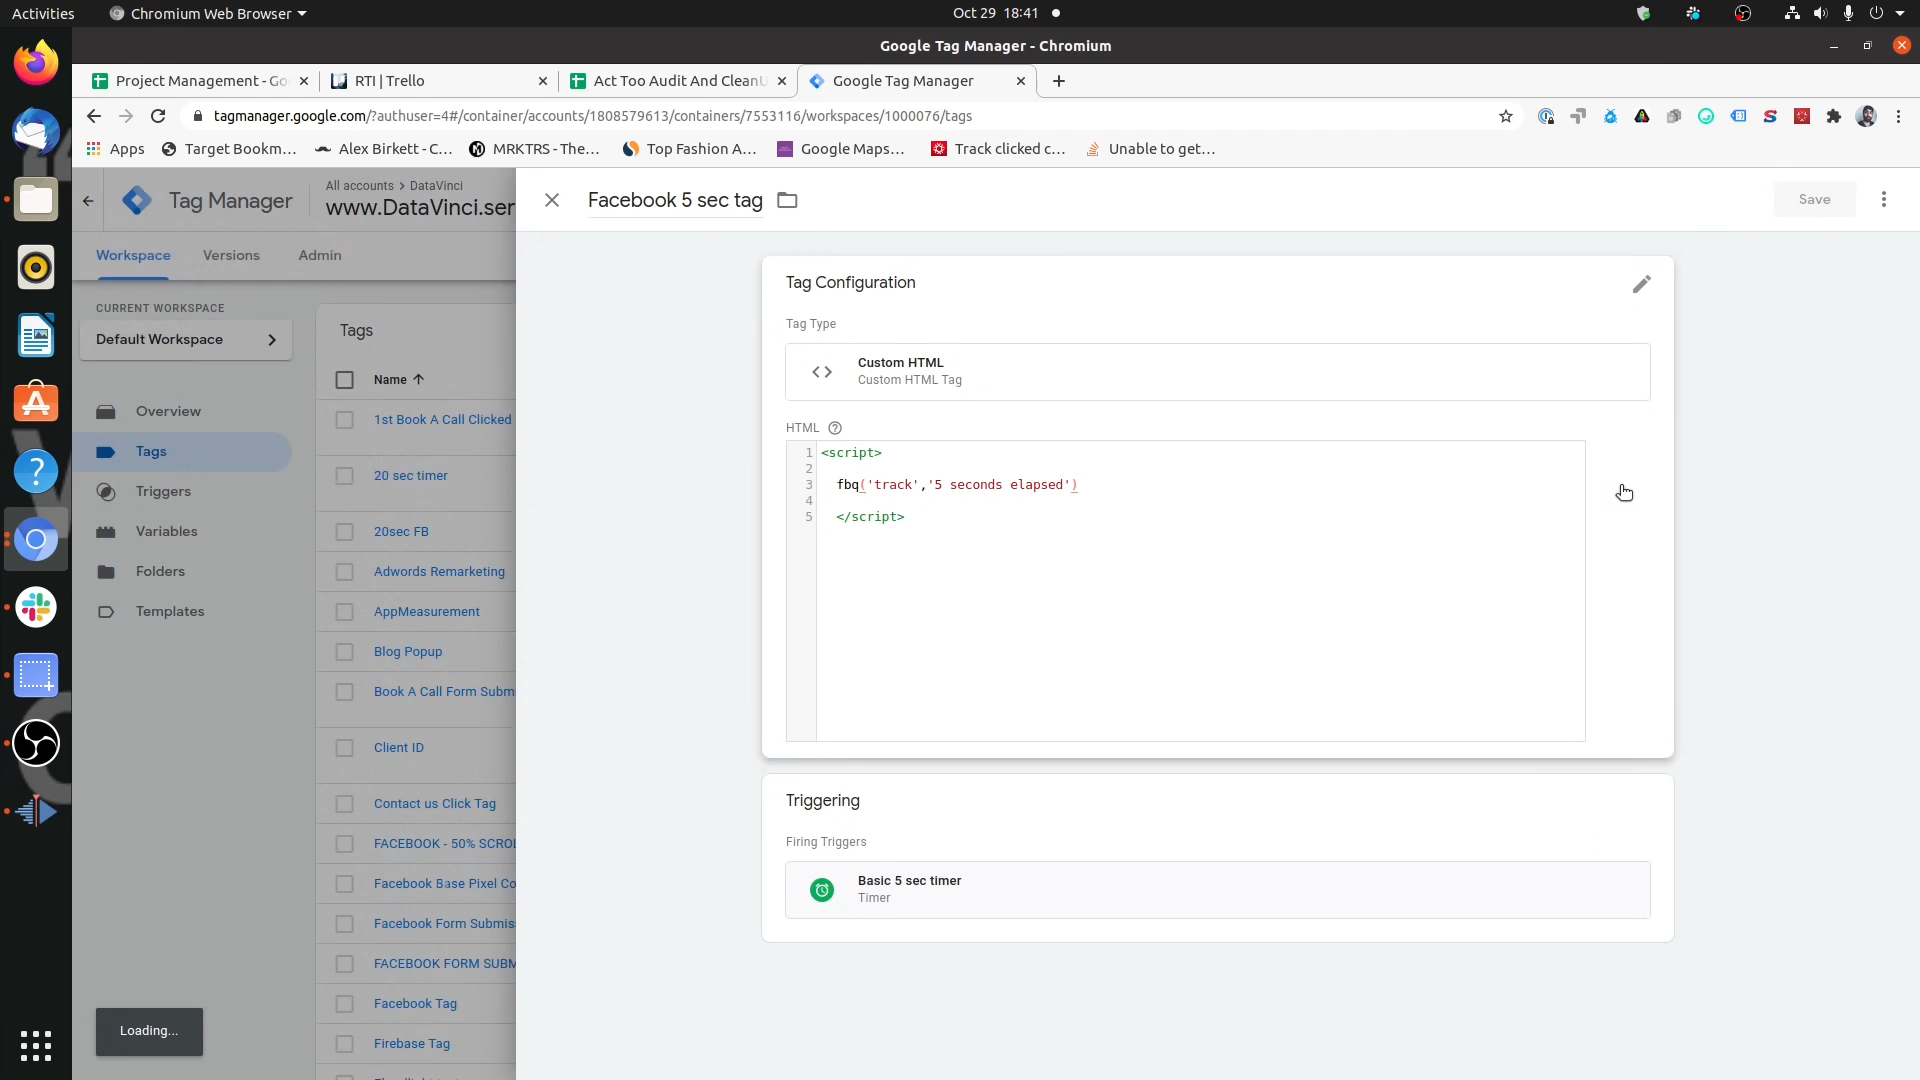 Activities
Chromium Web Browser
Oct 29 18:41
Google Tag Manager - Chromium
Project Management - Go
RTI | Trello
Act Too Audit And CleanU
Google Tag Manager
tagmanager.google.com/?authuser=4#/container/accounts/1808579613/containers/7553116/workspaces/1000076/tags
Apps
Target Bookm...
Alex Birkett - C...
MRKTRS - The...
Top Fashion A...
Google Maps...
Track clicked c...
Unable to get...
Tag Manager
All accounts > DataVinci
www.DataVinci.ser
Facebook 5 sec tag
Save
Workspace
Versions
Admin
CURRENT WORKSPACE
Default Workspace
Overview
Tags
Triggers
Variables
Folders
Templates
Loading...
Tags
Name
1st Book A Call Clicked
20 sec timer
20sec FB
Adwords Remarketing
AppMeasurement
Blog Popup
Book A Call Form Subm
Client ID
Contact us Click Tag
FACEBOOK - 50% SCROL
Facebook Base Pixel Co
Facebook Form Submis
FACEBOOK FORM SUBM
Facebook Tag
Firebase Tag
Tag Configuration
Tag Type
Custom HTML
Custom HTML Tag
HTML
1 <script>
2
3 fbq('track','5 seconds elapsed')
4
5 </script>
Triggering
Firing Triggers
Basic 5 sec timer
Timer